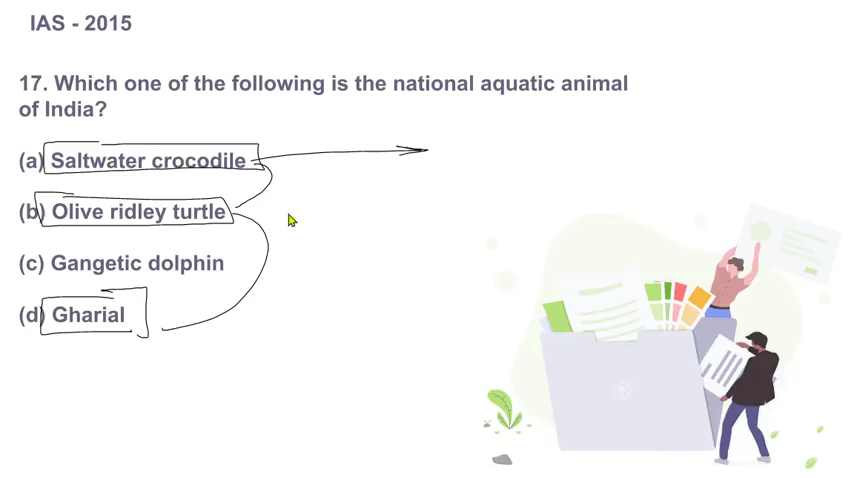 IAS - 2015
17. Which one of the following is the national aquatic animal
of India?
(a) Saltwater crocodile
(b) Olive ridley turtle
(c) Gangetic dolphin
(d) Gharial